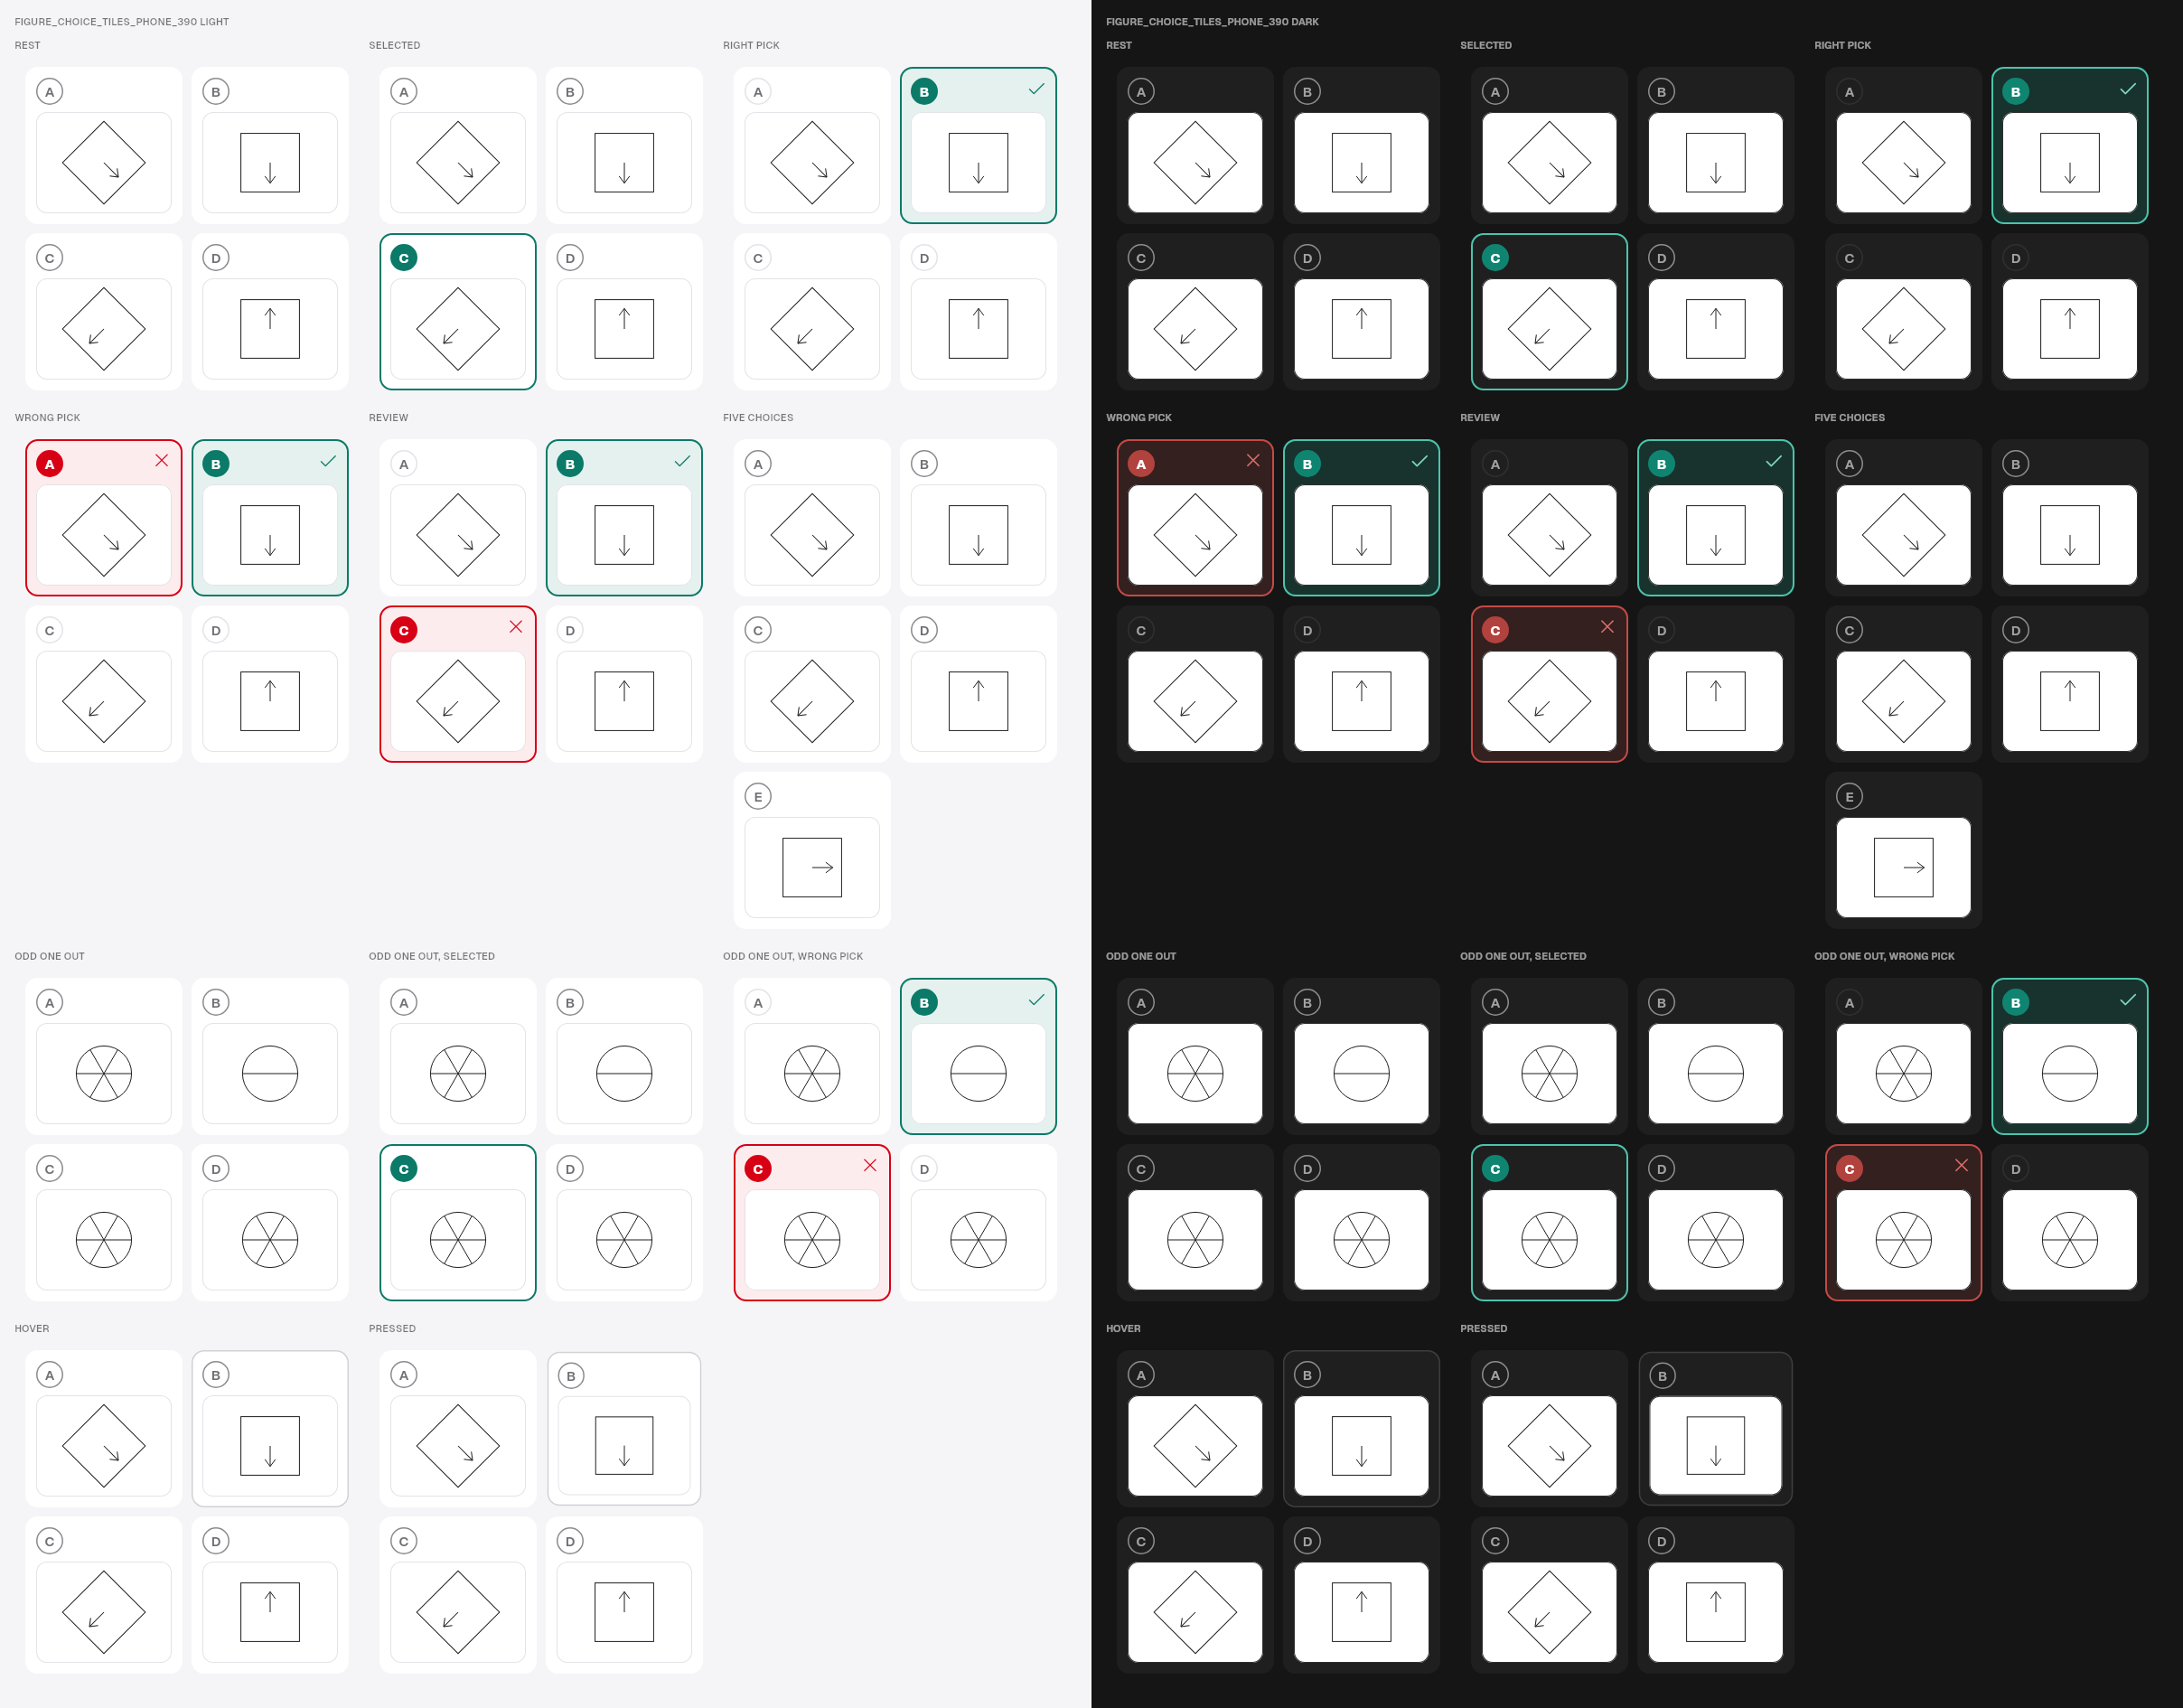 FIGURE_CHOICE_TILES_PHONE_390 LIGHT
REST
A
B
C
D
SELECTED
A
B
C
D
RIGHT PICK
A
B
C
D
WRONG PICK
A
B
C
D
REVIEW
A
B
C
D
FIVE CHOICES
A
B
C
D
E
ODD ONE OUT
A
B
C
D
ODD ONE OUT, SELECTED
A
B
C
D
ODD ONE OUT, WRONG PICK
A
B
C
D
HOVER
A
B
C
D
PRESSED
A
B
C
D
FIGURE_CHOICE_TILES_PHONE_390 DARK
REST
A
B
C
D
SELECTED
A
B
C
D
RIGHT PICK
A
B
C
D
WRONG PICK
A
B
C
D
REVIEW
A
B
C
D
FIVE CHOICES
A
B
C
D
E
ODD ONE OUT
A
B
C
D
ODD ONE OUT, SELECTED
A
B
C
D
ODD ONE OUT, WRONG PICK
A
B
C
D
HOVER
A
B
C
D
PRESSED
A
B
C
D